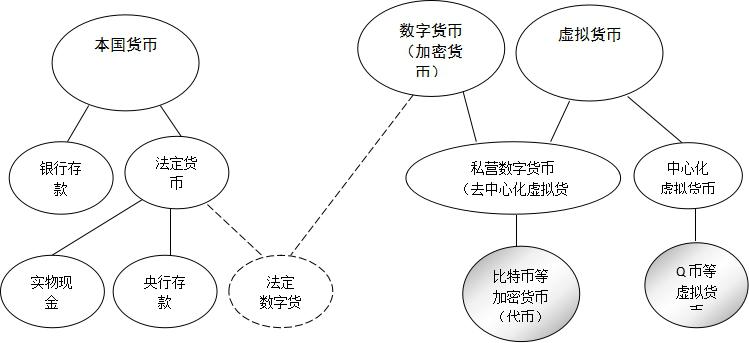 本国货币
数字货币
（加密货
币）
虚拟货币
银行存
款
法定货
币
私营数字货币
（去中心化虚拟货
中心化
虚拟货币
实物现
金
央行存
款
法定
数字货
比特币等
加密货币
（代币）
Q 币等
虚拟货
币